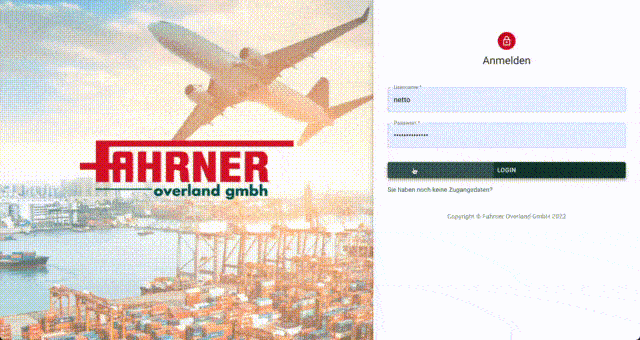 FAHRNER
overland gmbh
Anmelden
Username *
netto
Passwort *
LOGIN
Sie haben noch keine Zugangsdaten?
Copyright © Fahrner Overland GmbH 2022